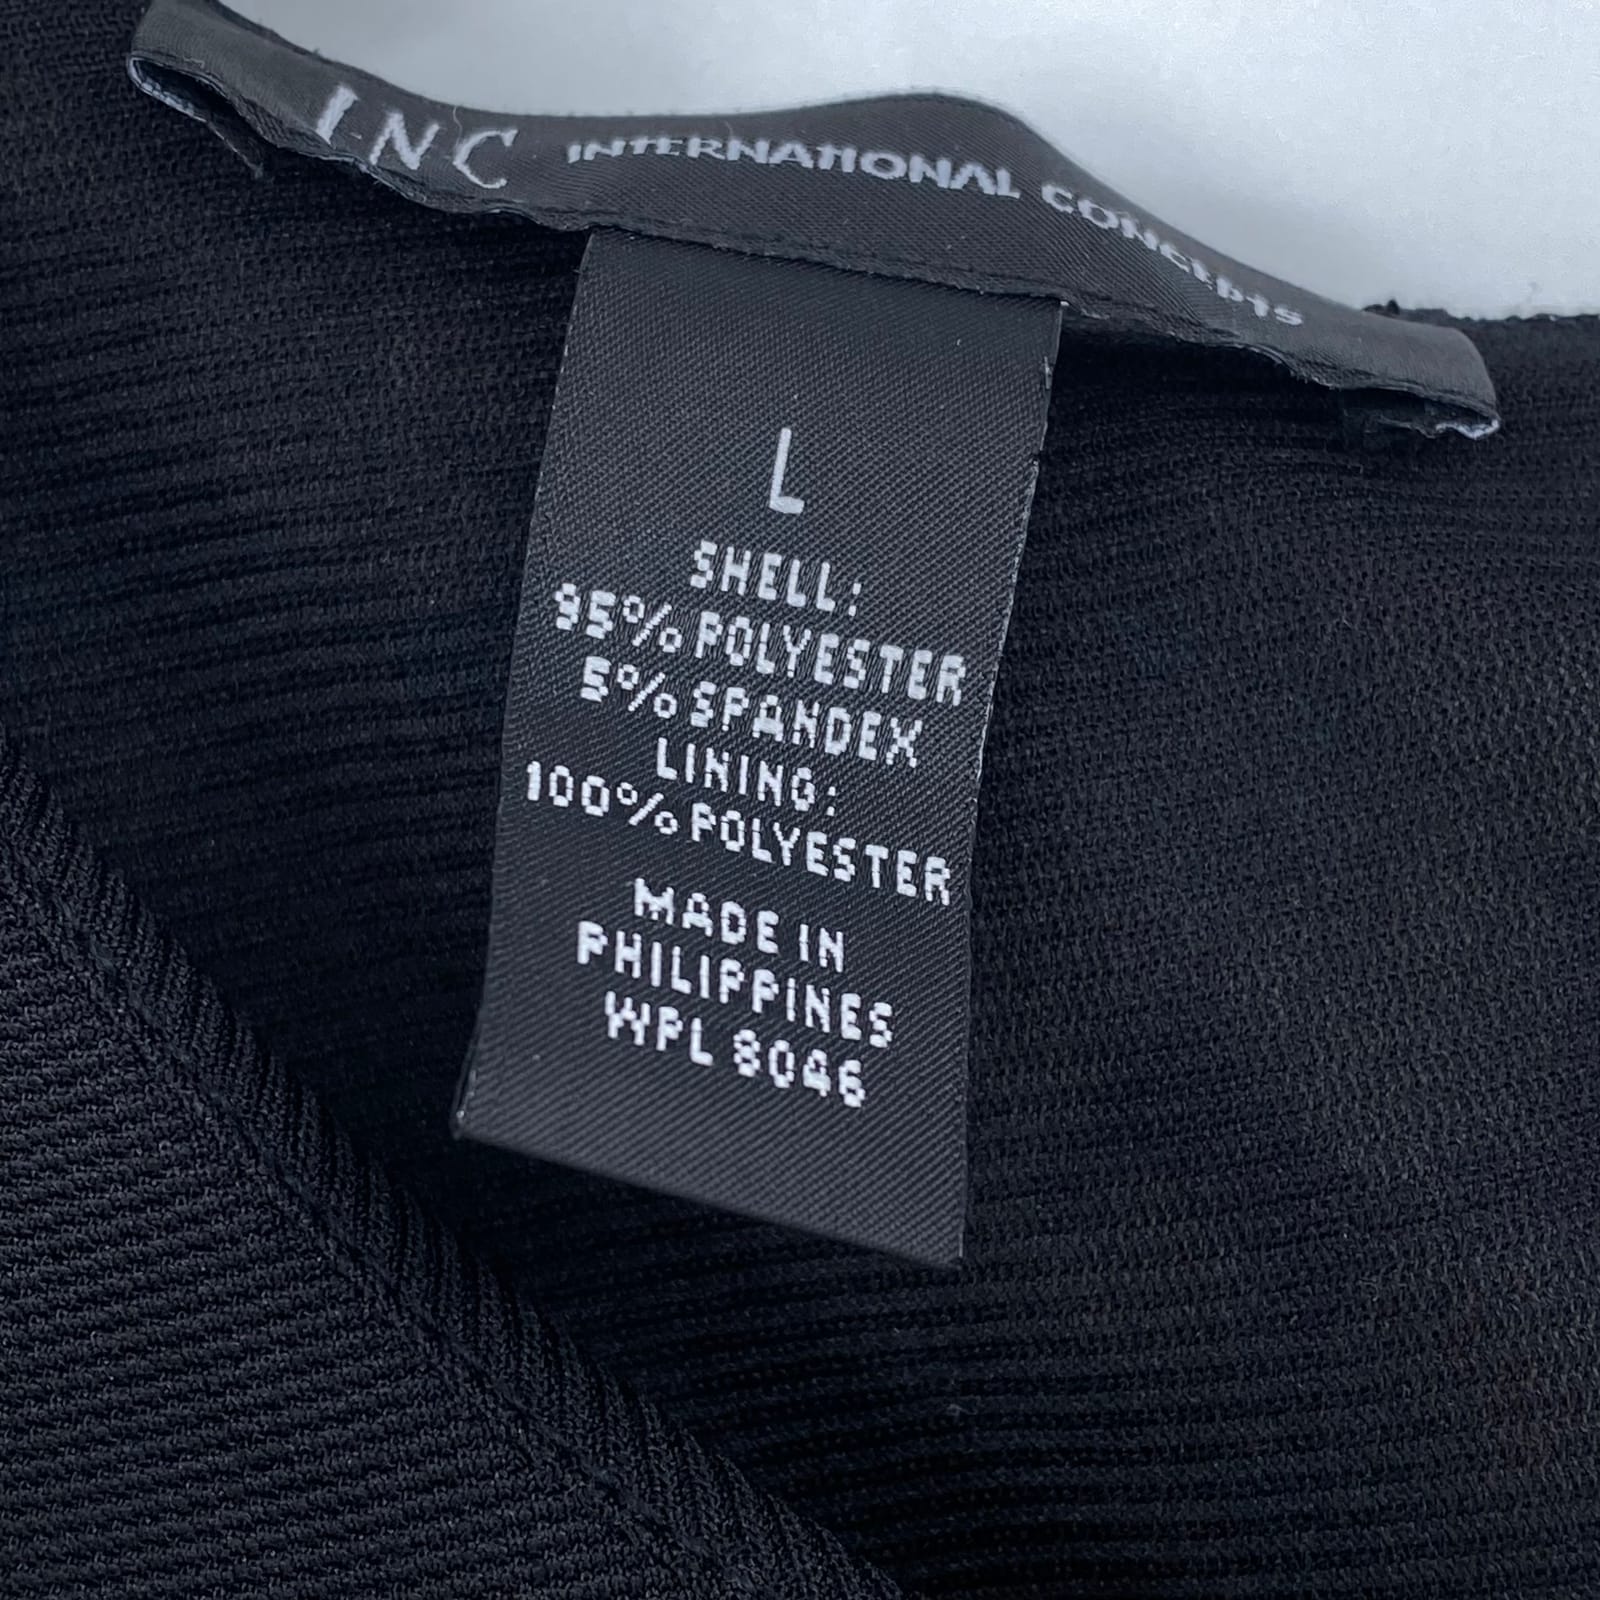 INC INTERNATIONAL CONCEPTS
L
SHELL:
95% POLYESTER
5% SPANDEX
LINING:
100% POLYESTER
MADE IN
PHILIPPINES
WPL 8046